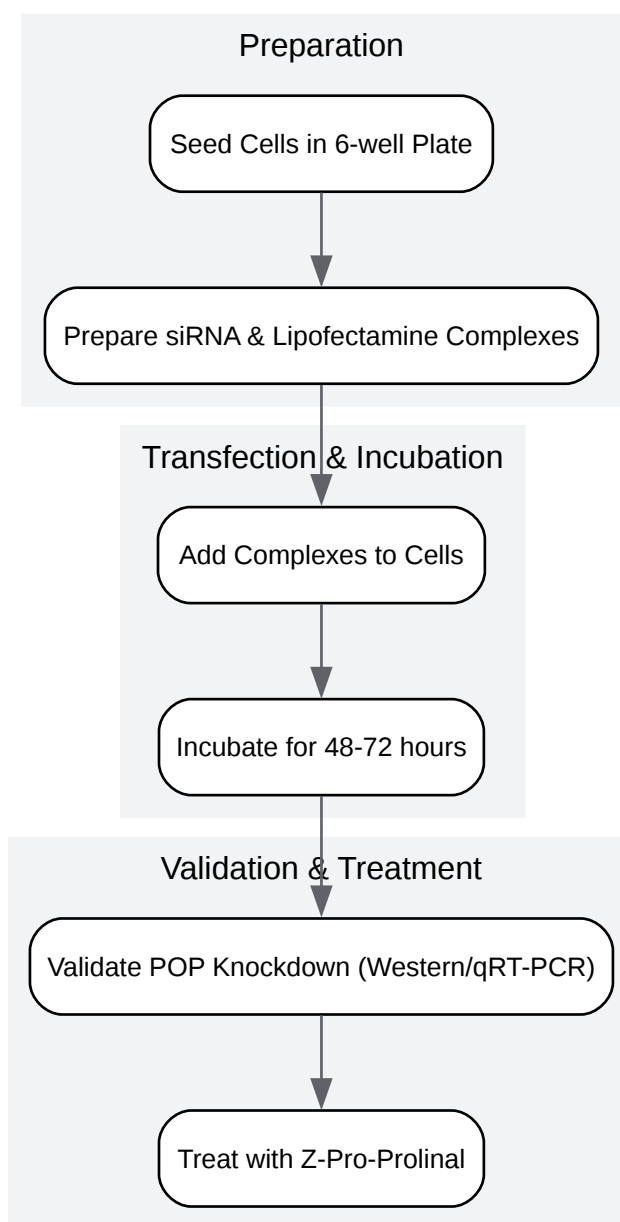 Preparation
Seed Cells in 6-well Plate
Prepare siRNA & Lipofectamine Complexes
Transfection & Incubation
Add Complexes to Cells
Incubate for 48-72 hours
Validation & Treatment
Validate POP Knockdown (Western/qRT-PCR)
Treat with Z-Pro-Prolinal